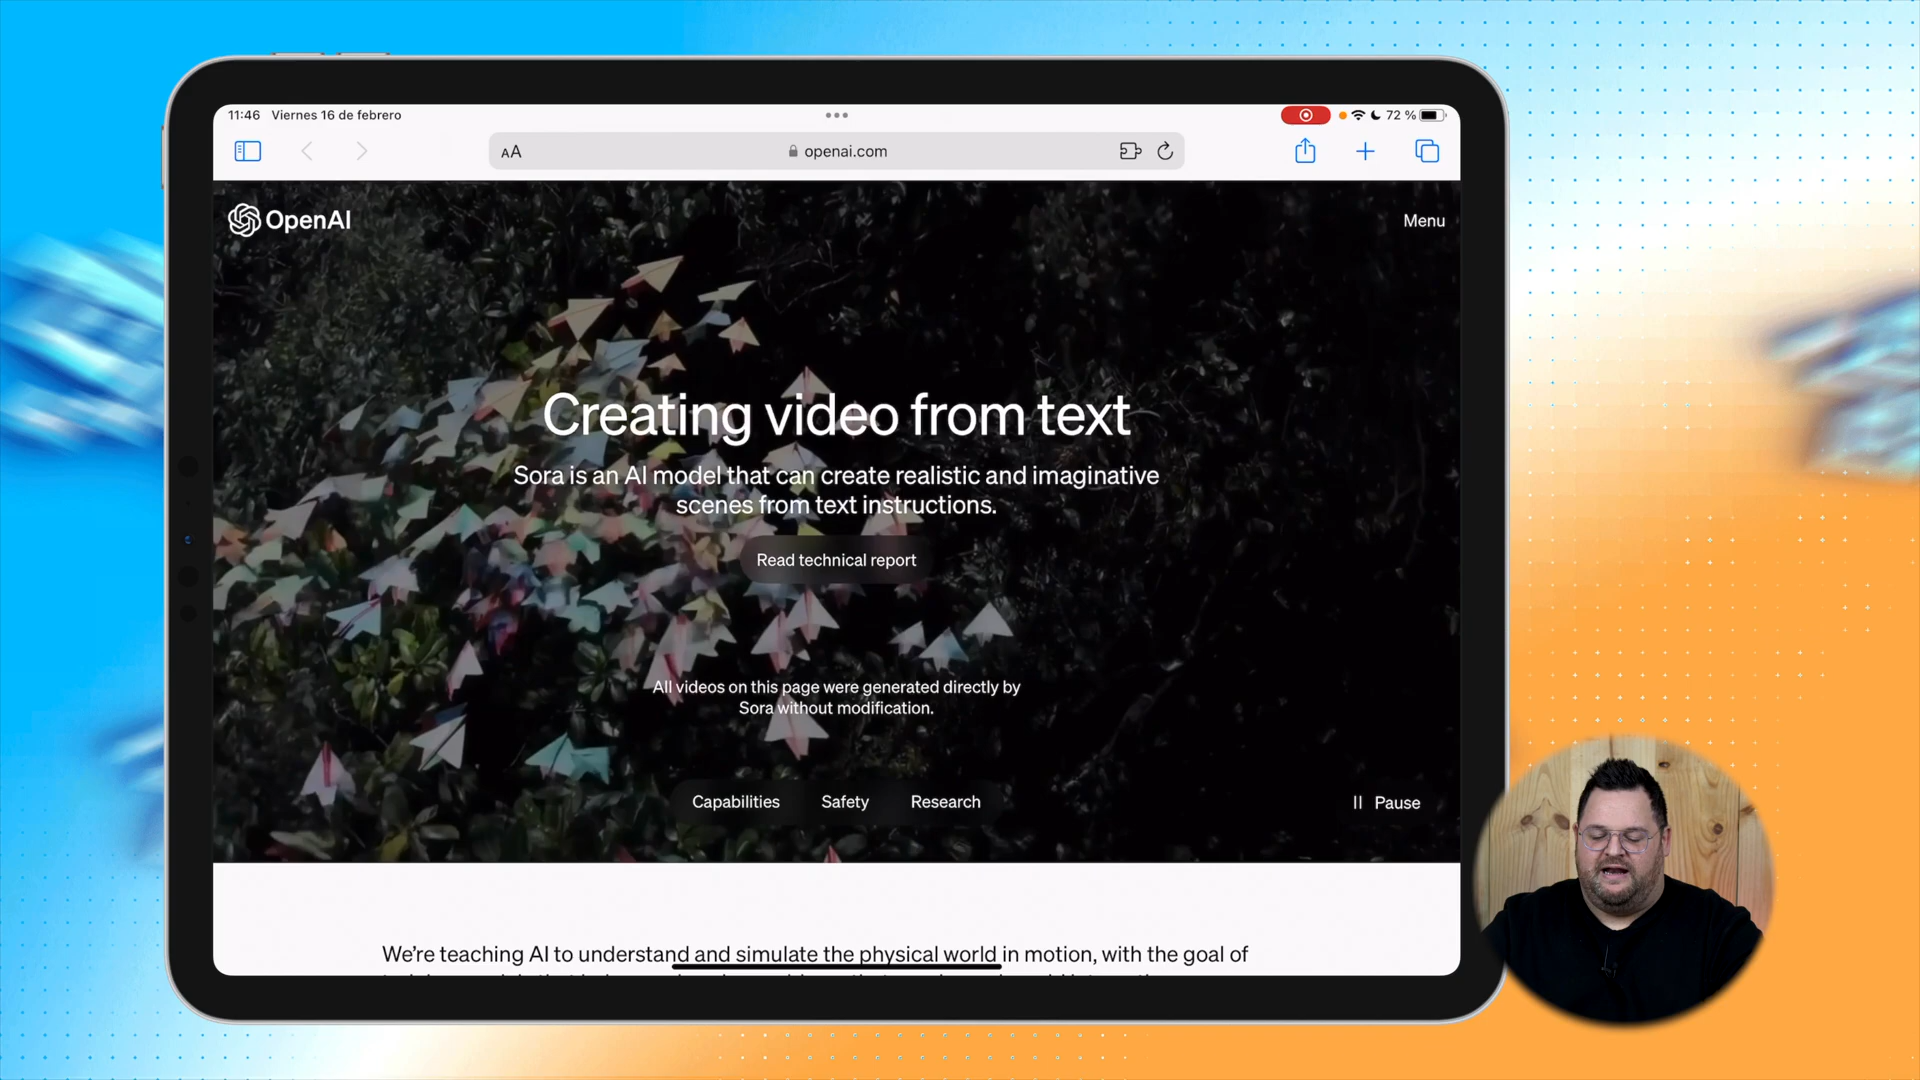 11:46 Viernes 16 de febrero
72 %
AA
openai.com
OpenAI
Menu
Creating video from text
Sora is an AI model that can create realistic and imaginative
scenes from text instructions.
Read technical report
All videos on this page were generated directly by
Sora without modification.
Capabilities Safety Research
Pause
We’re teaching AI to understand and simulate the physical world in motion, with the goal of